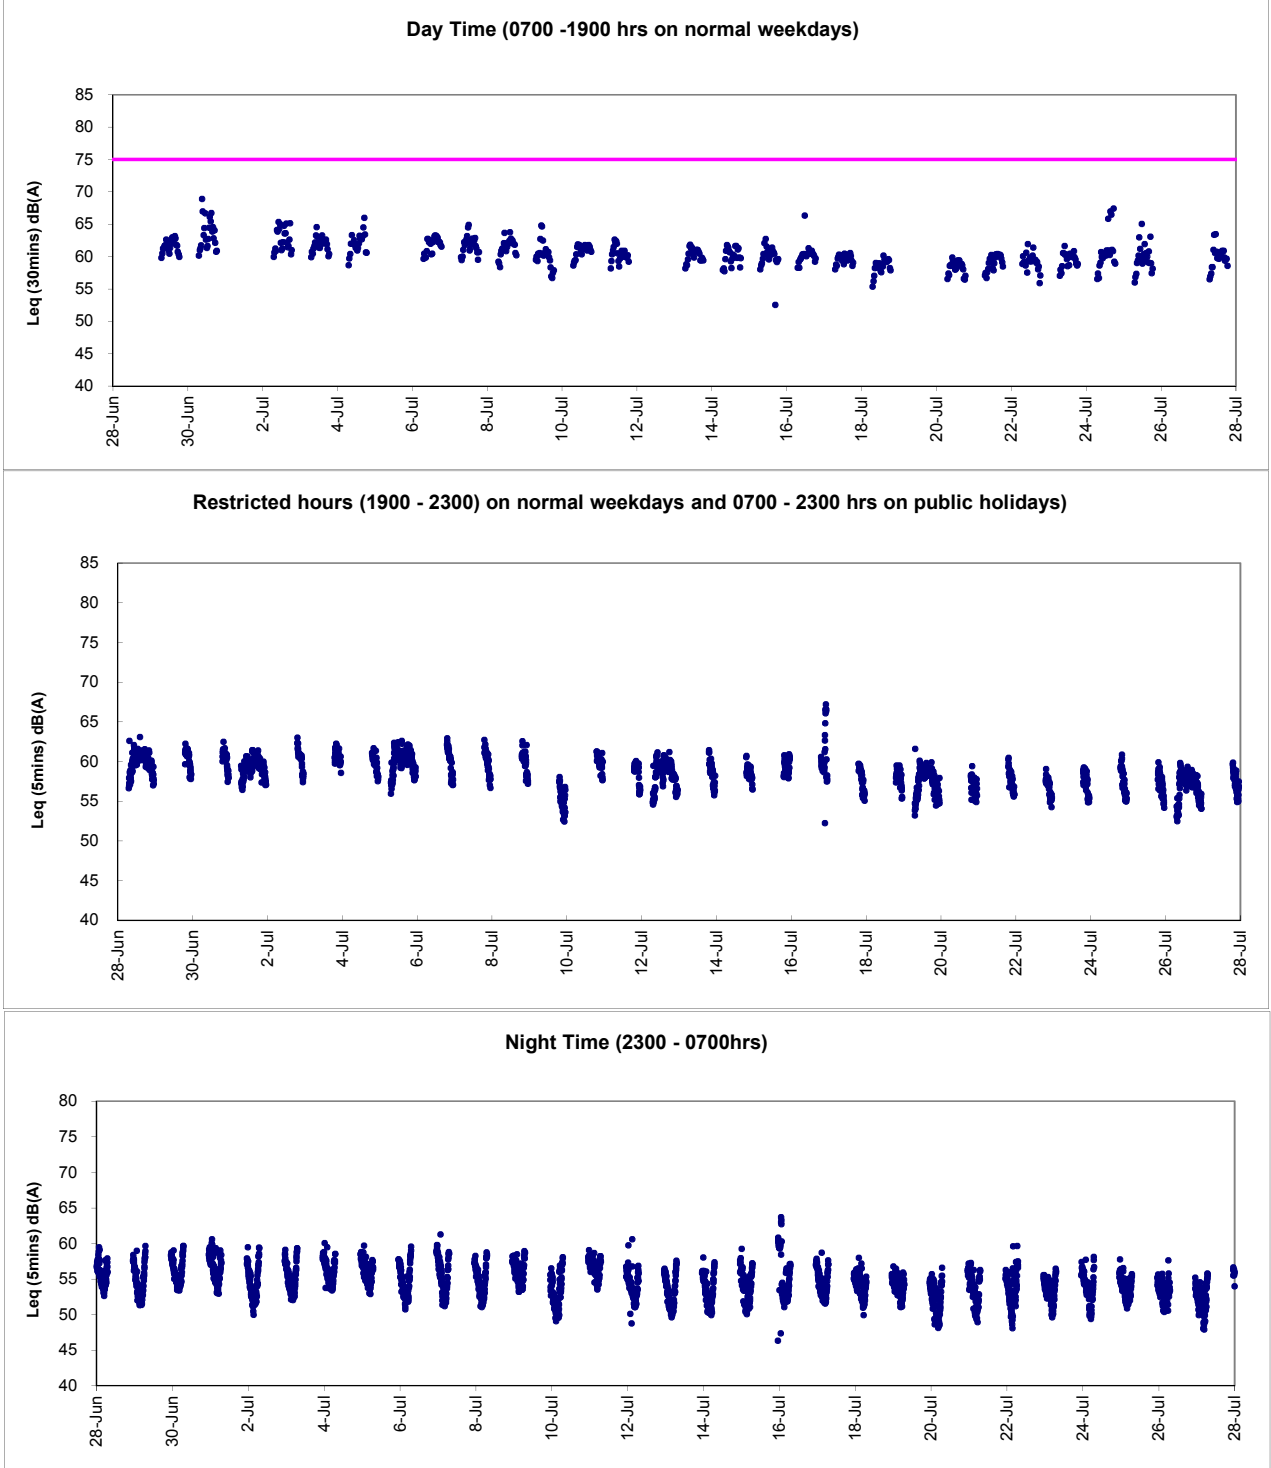 Day Time (0700 -1900 hrs on normal weekdays)
Leq (30mins) dB(A)
85
80
75
70
65
60
55
50
45
40
28-Jun
30-Jun
2-Jul
4-Jul
6-Jul
8-Jul
10-Jul
12-Jul
14-Jul
16-Jul
18-Jul
20-Jul
22-Jul
24-Jul
26-Jul
28-Jul
Restricted hours (1900 - 2300) on normal weekdays and 0700 - 2300 hrs on public holidays)
Leq (5mins) dB(A)
85
80
75
70
65
60
55
50
45
40
28-Jun
30-Jun
2-Jul
4-Jul
6-Jul
8-Jul
10-Jul
12-Jul
14-Jul
16-Jul
18-Jul
20-Jul
22-Jul
24-Jul
26-Jul
28-Jul
Night Time (2300 - 0700hrs)
Leq (5mins) dB(A)
80
75
70
65
60
55
50
45
40
28-Jun
30-Jun
2-Jul
4-Jul
6-Jul
8-Jul
10-Jul
12-Jul
14-Jul
16-Jul
18-Jul
20-Jul
22-Jul
24-Jul
26-Jul
28-Jul